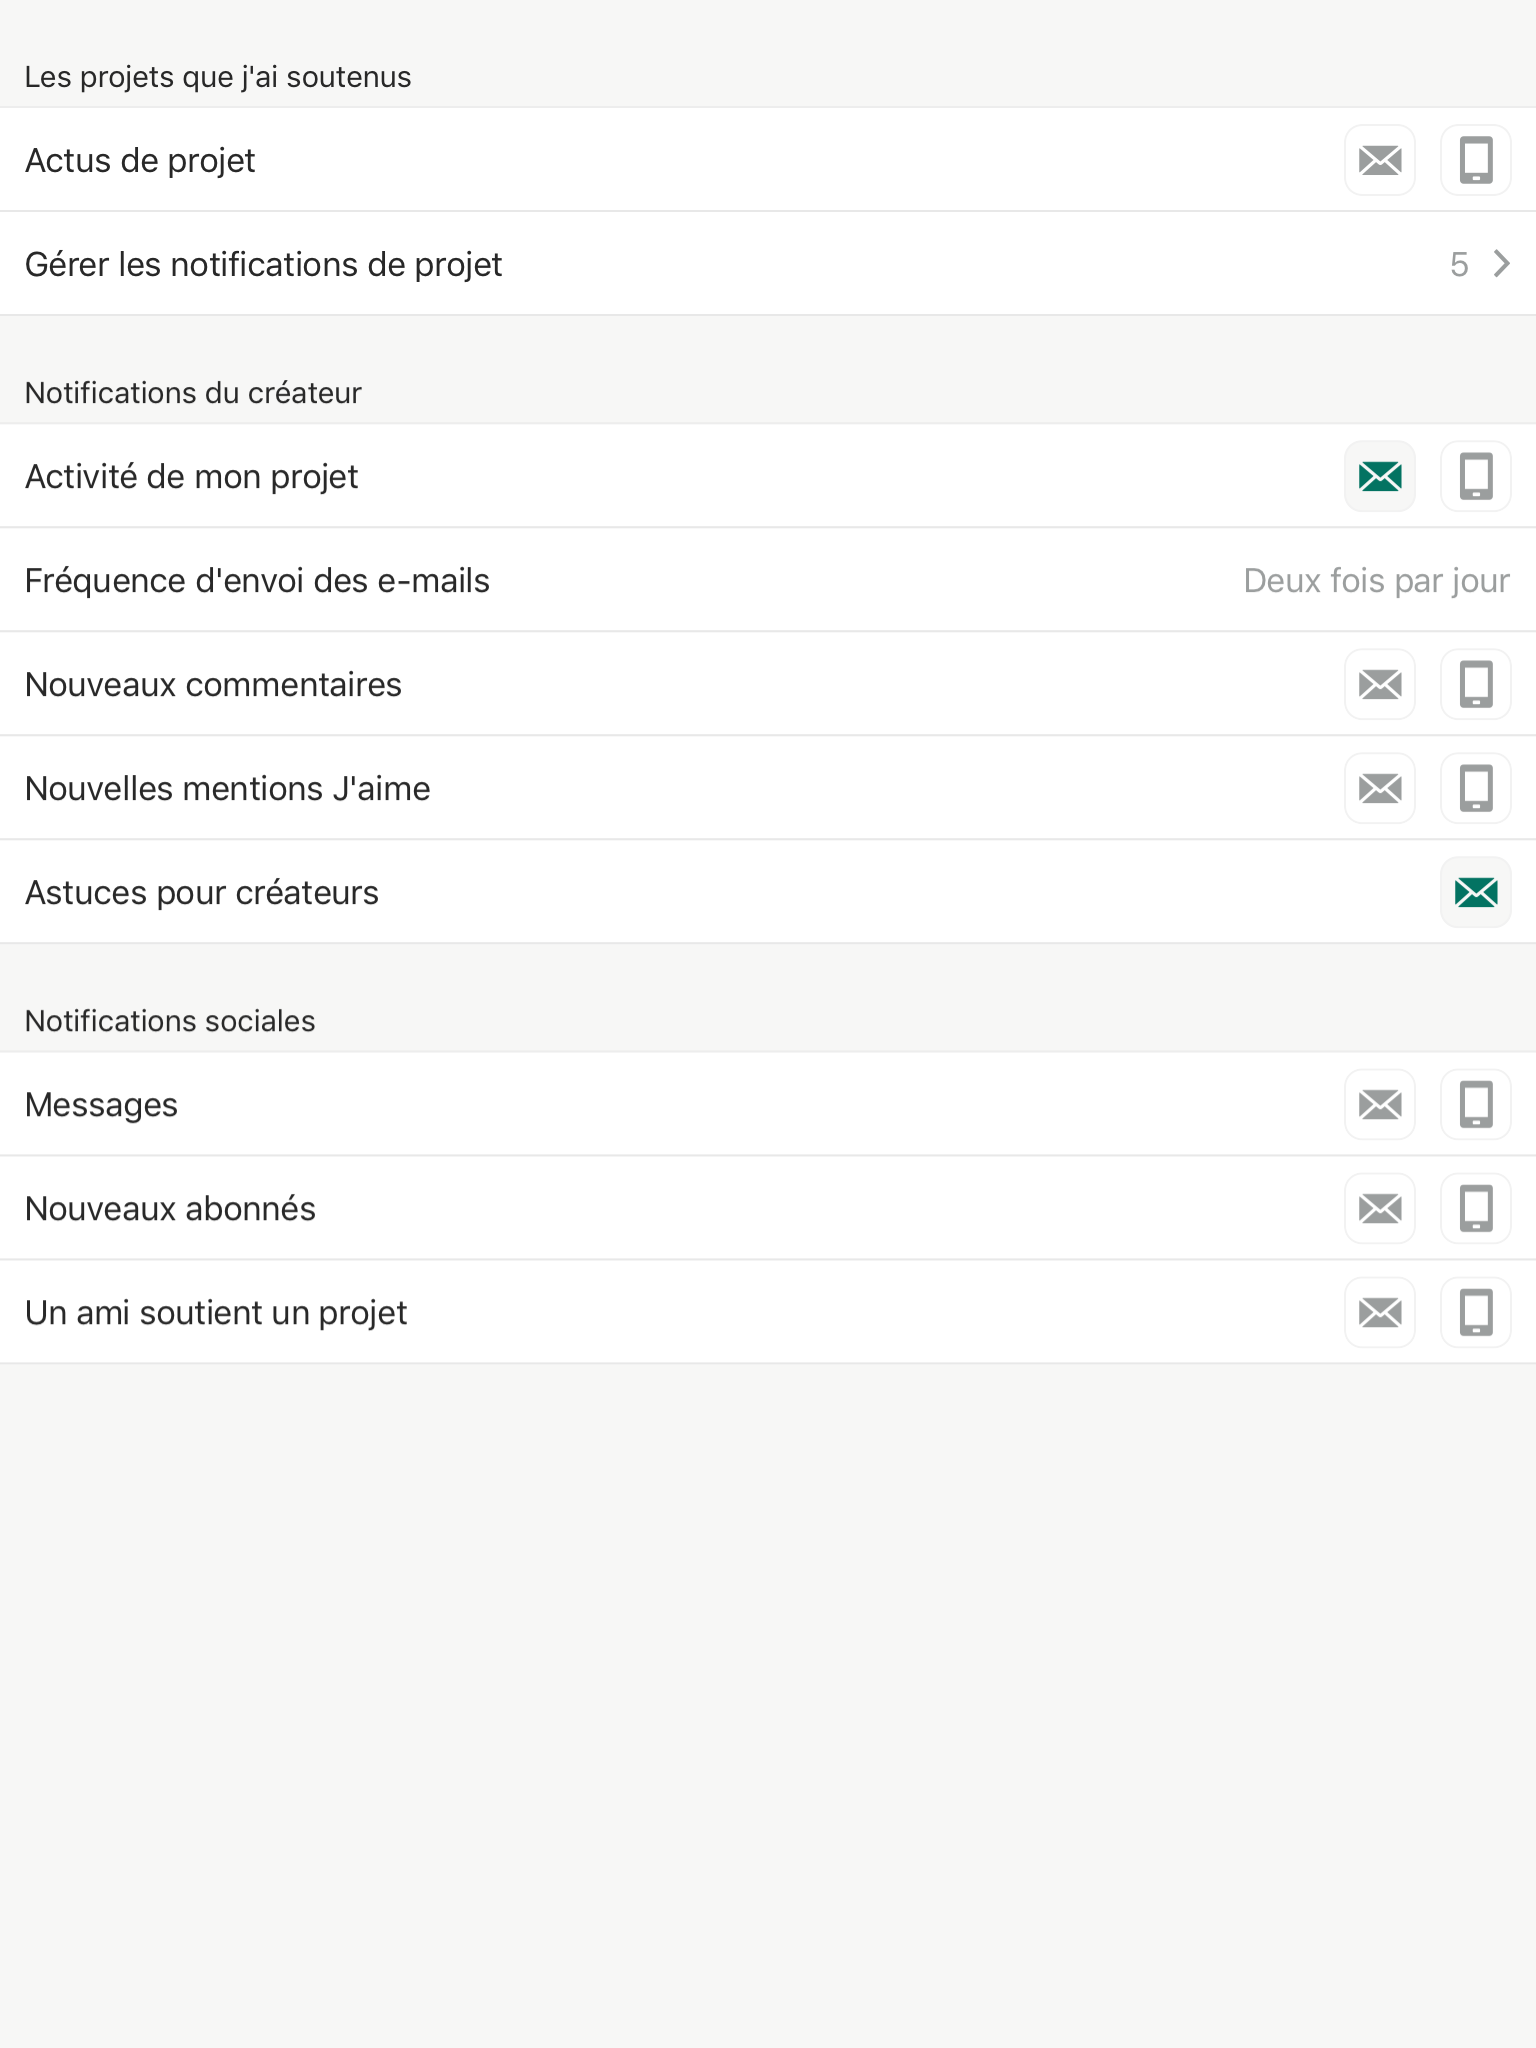 Les projets que j'ai soutenus
Actus de projet
Gérer les notifications de projet 5
Notifications du créateur
Activité de mon projet
Fréquence d'envoi des e-mails Deux fois par jour
Nouveaux commentaires
Nouvelles mentions J'aime
Astuces pour créateurs
Notifications sociales
Messages
Nouveaux abonnés
Un ami soutient un projet